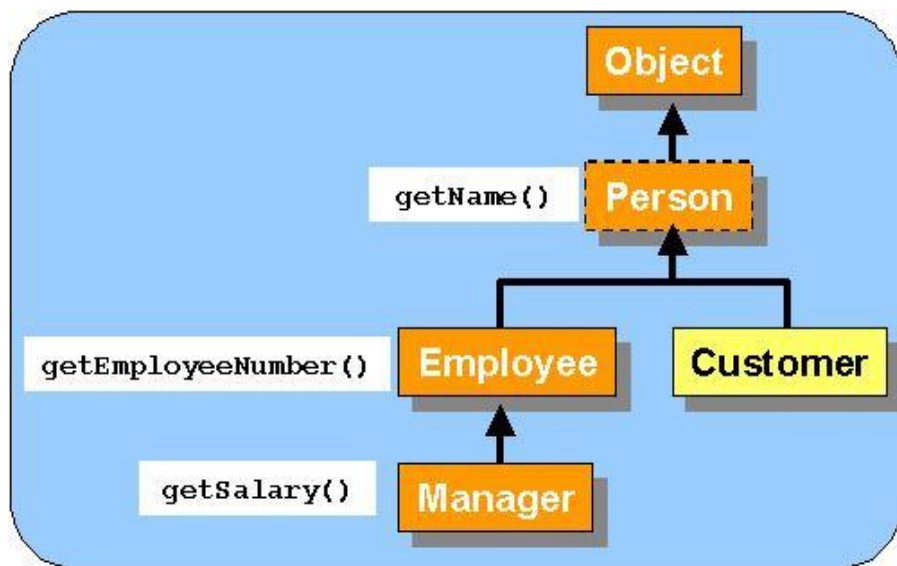 Object
getName()
Person
getEmployeeNumber()
Employee
Customer
getSalary()
Manager